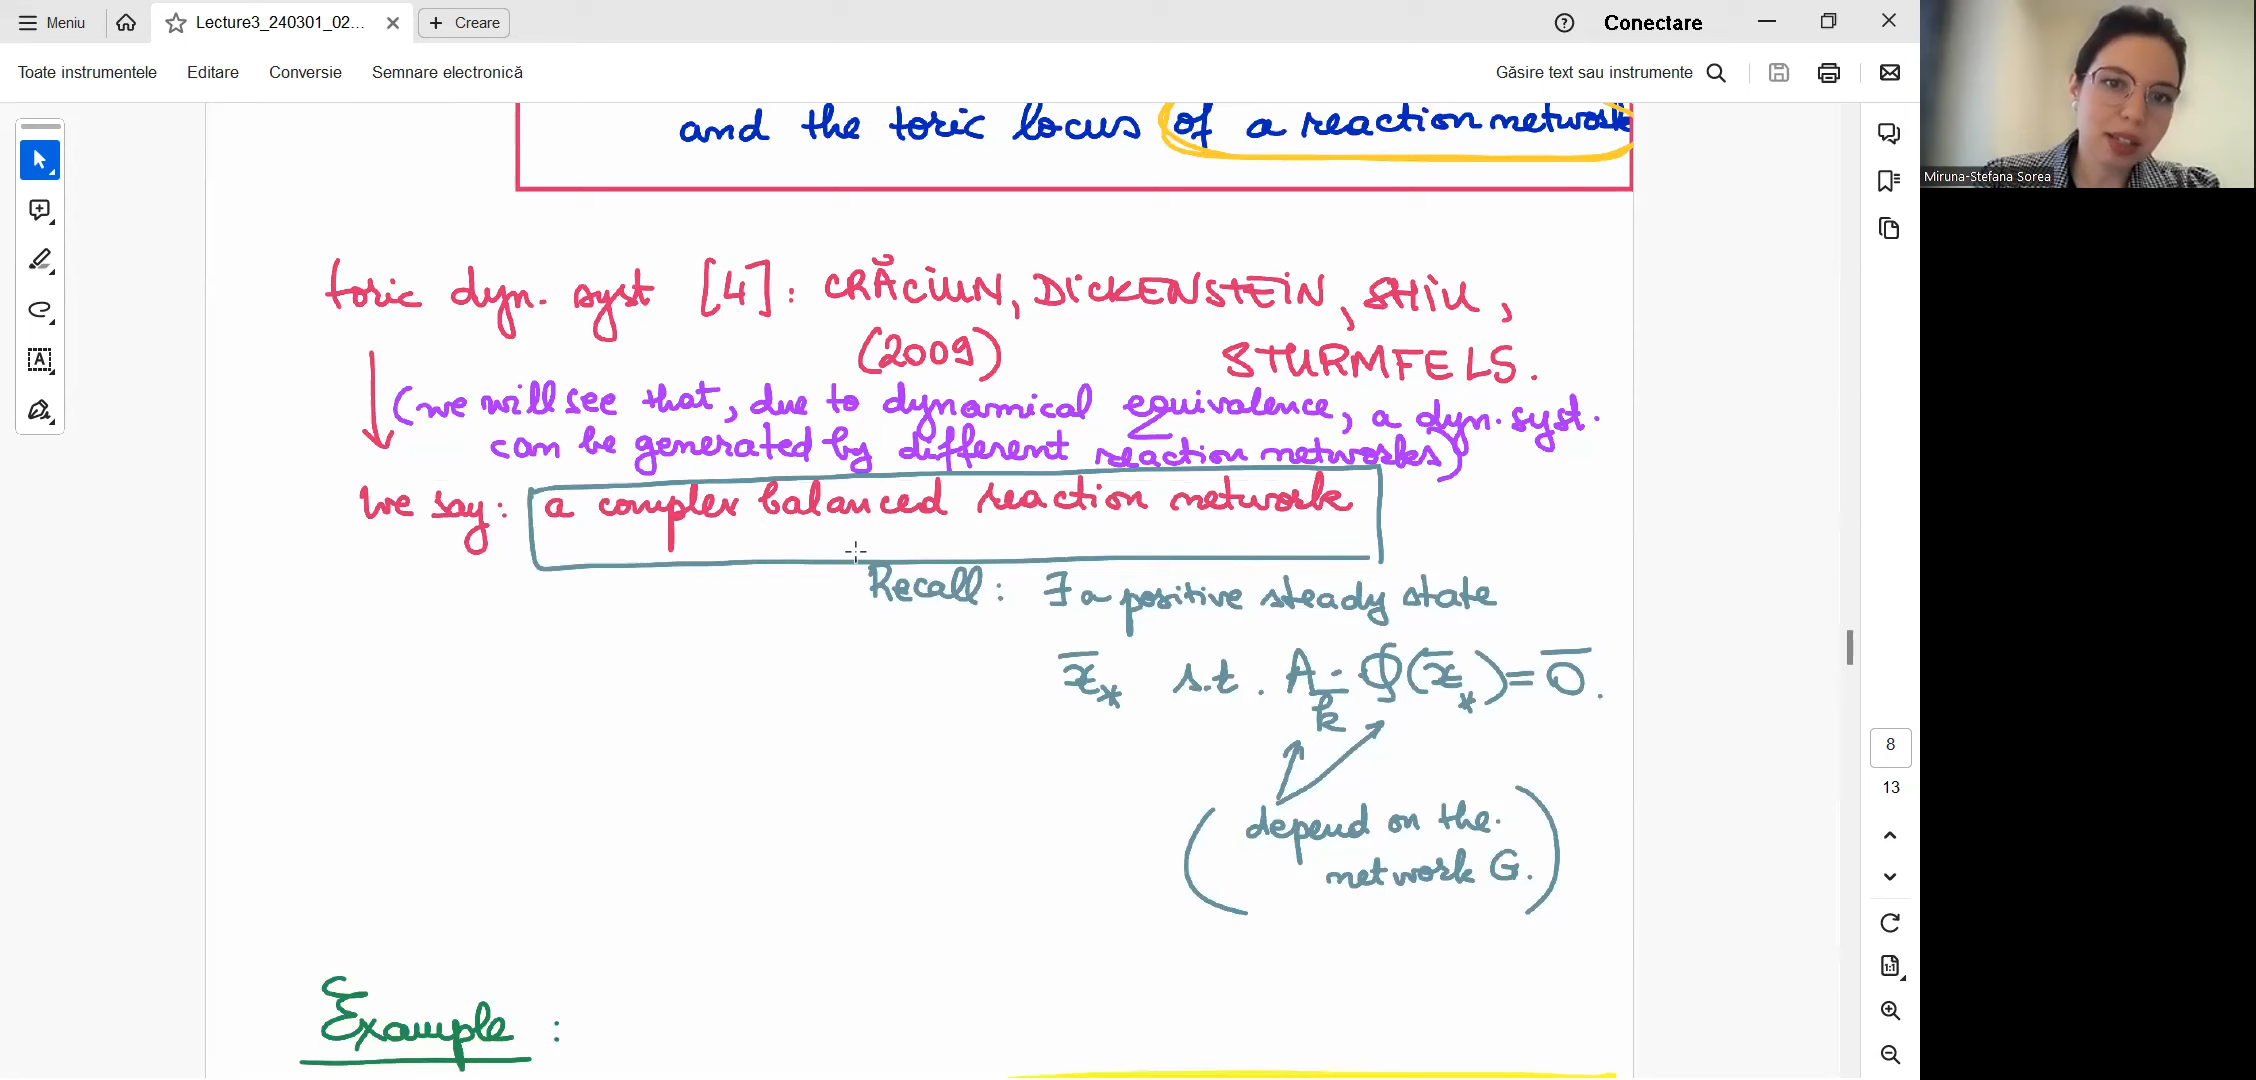 Meniu
Lecture3_240301_02...
Creare
Conectare
Toate instrumentele Editare Conversie Semnare electronică
Găsire text sau instrumente
Miruna-Stefana Sorea
and the toric locus of a reaction network
toric dyn. syst [4]: CRĂCIUN, DICKENSTEIN, SHIU,
(2009) STURMFELS.
(we will see that, due to dynamical equivalence, a dyn. syst.
can be generated by different reaction networks)
We say: a complex balanced reaction network
Recall: ∃ a positive steady state
x̅_* s.t. A_k̅ · Φ(x̅_*) = 0̅.
(depend on the
network G.)
8
13
Example :